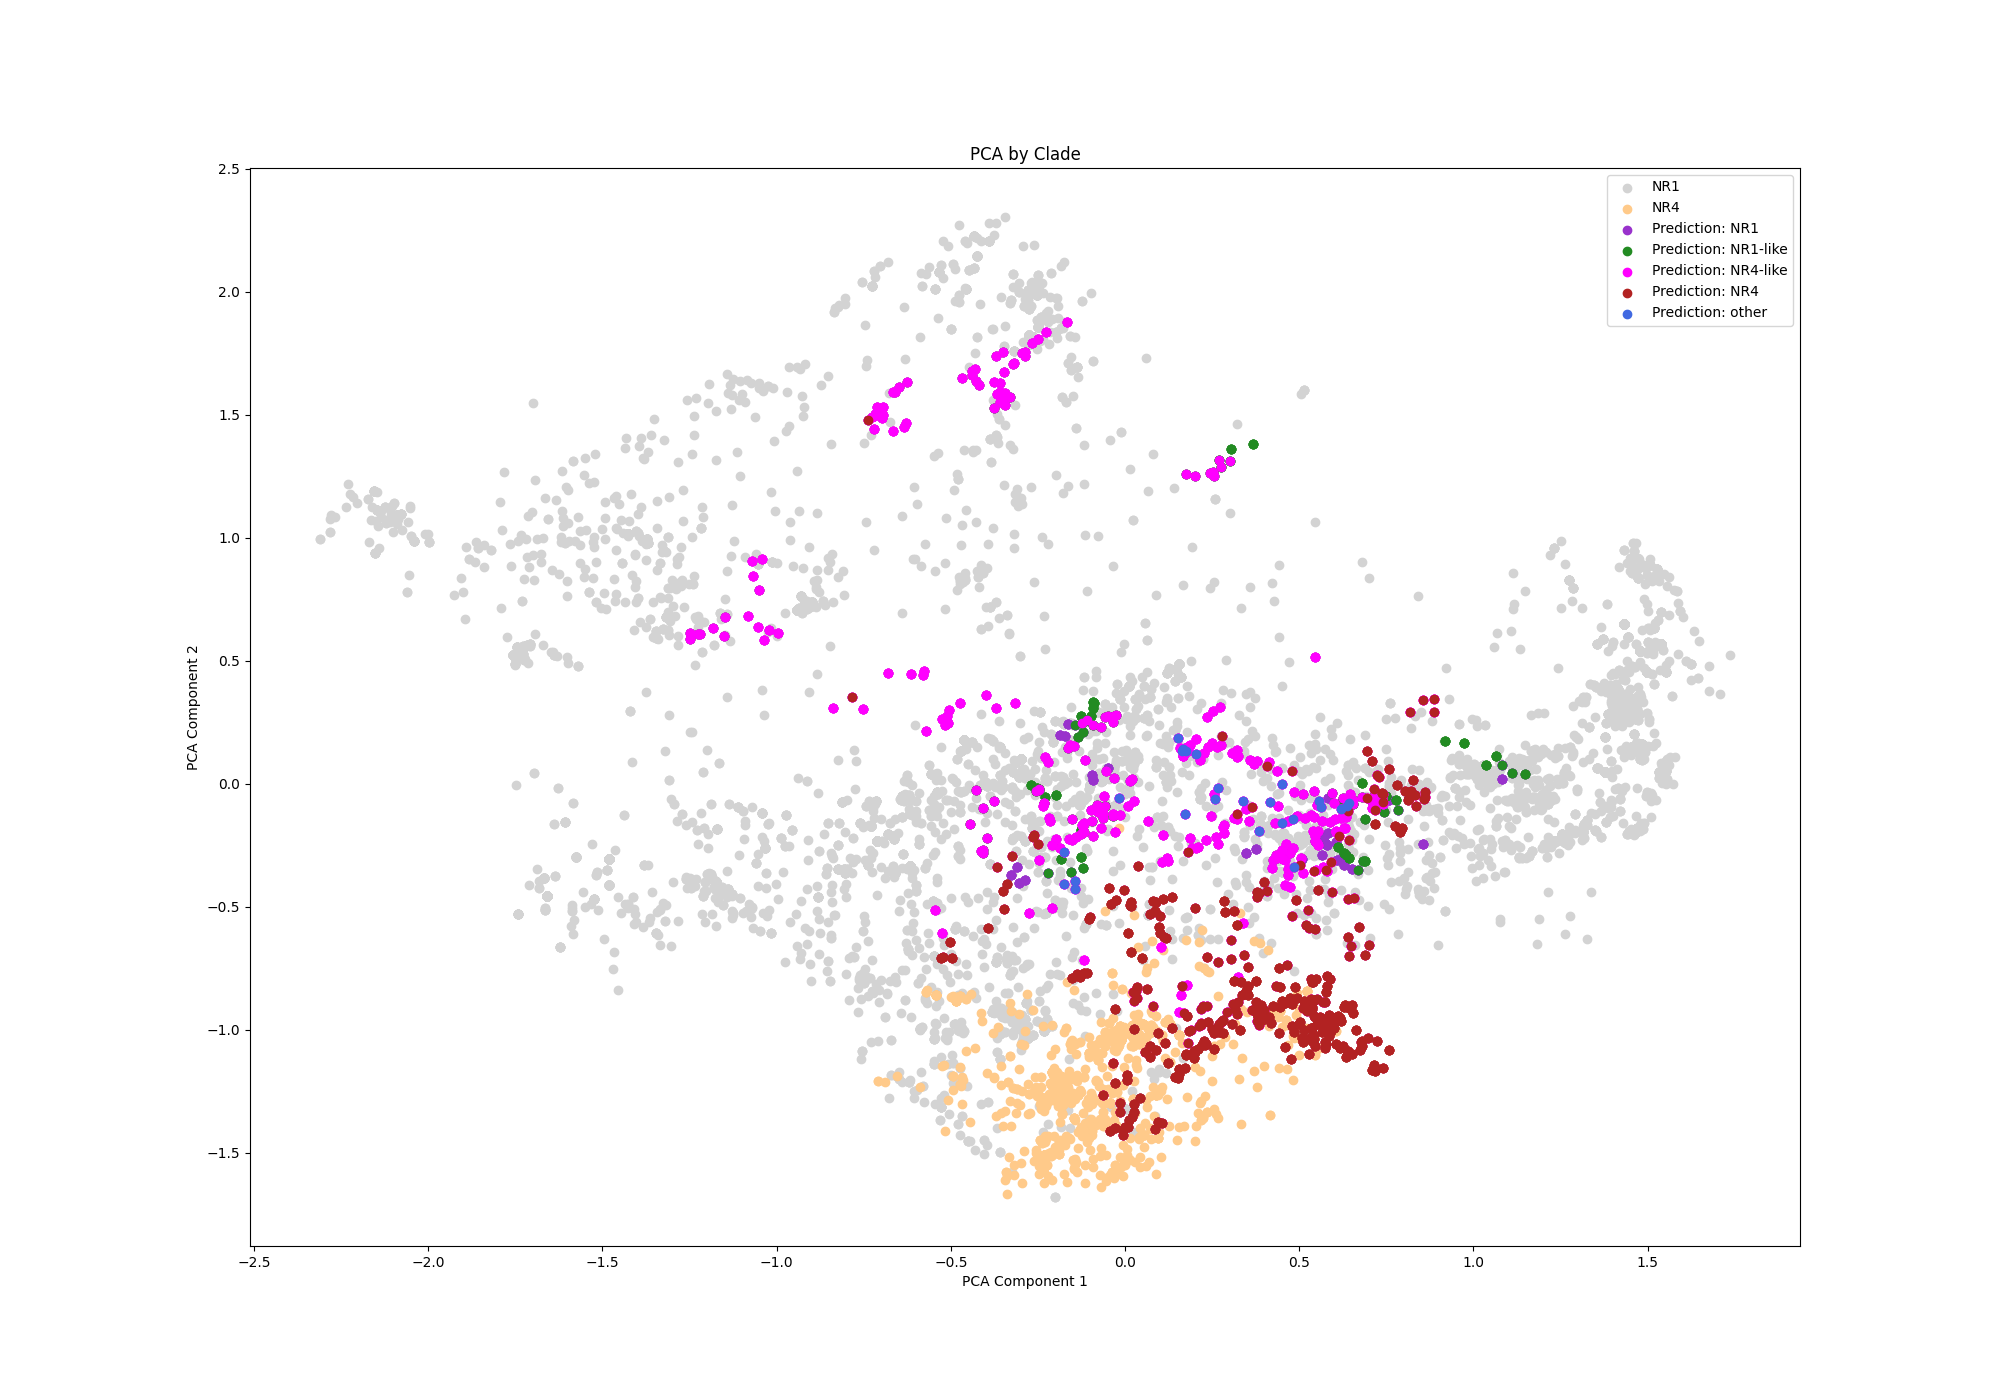 PCA by Clade
NR1
NR4
Prediction: NR1
Prediction: NR1-like
Prediction: NR4-like
Prediction: NR4
Prediction: other
PCA Component 2
2.5
2.0
1.5
1.0
0.5
0.0
−0.5
−1.0
−1.5
−2.5 −2.0 −1.5 −1.0 −0.5 0.0 0.5 1.0 1.5
PCA Component 1